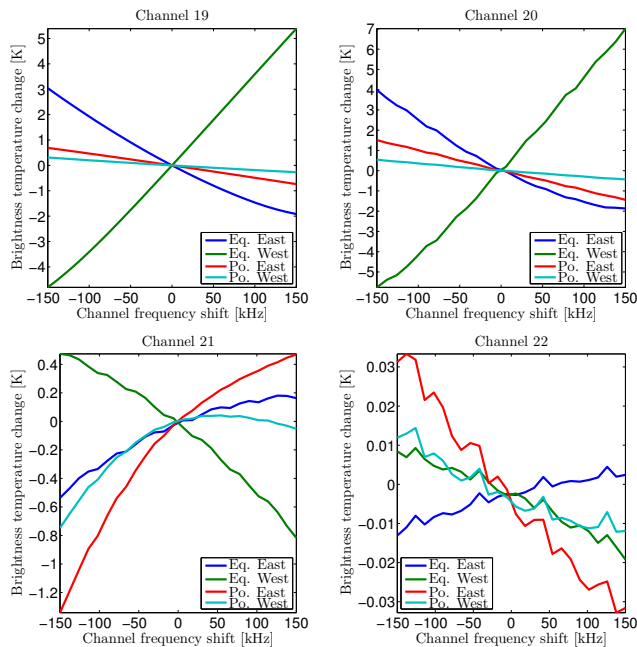 Channel 19
Brightness temperature change [K]
5
4
3
2
1
0
−1
−2
−3
−4
−150 −100 −50 0 50 100 150
Channel frequency shift [kHz]
Eq. East
Eq. West
Po. East
Po. West
Channel 20
Brightness temperature change [K]
7
6
5
4
3
2
1
0
−1
−2
−3
−4
−5
−150 −100 −50 0 50 100 150
Channel frequency shift [kHz]
Eq. East
Eq. West
Po. East
Po. West
Channel 21
Brightness temperature change [K]
0.4
0.2
0
−0.2
−0.4
−0.6
−0.8
−1
−1.2
−150 −100 −50 0 50 100 150
Channel frequency shift [kHz]
Eq. East
Eq. West
Po. East
Po. West
Channel 22
Brightness temperature change [K]
0.03
0.02
0.01
0
−0.01
−0.02
−0.03
−150 −100 −50 0 50 100 150
Channel frequency shift [kHz]
Eq. East
Eq. West
Po. East
Po. West